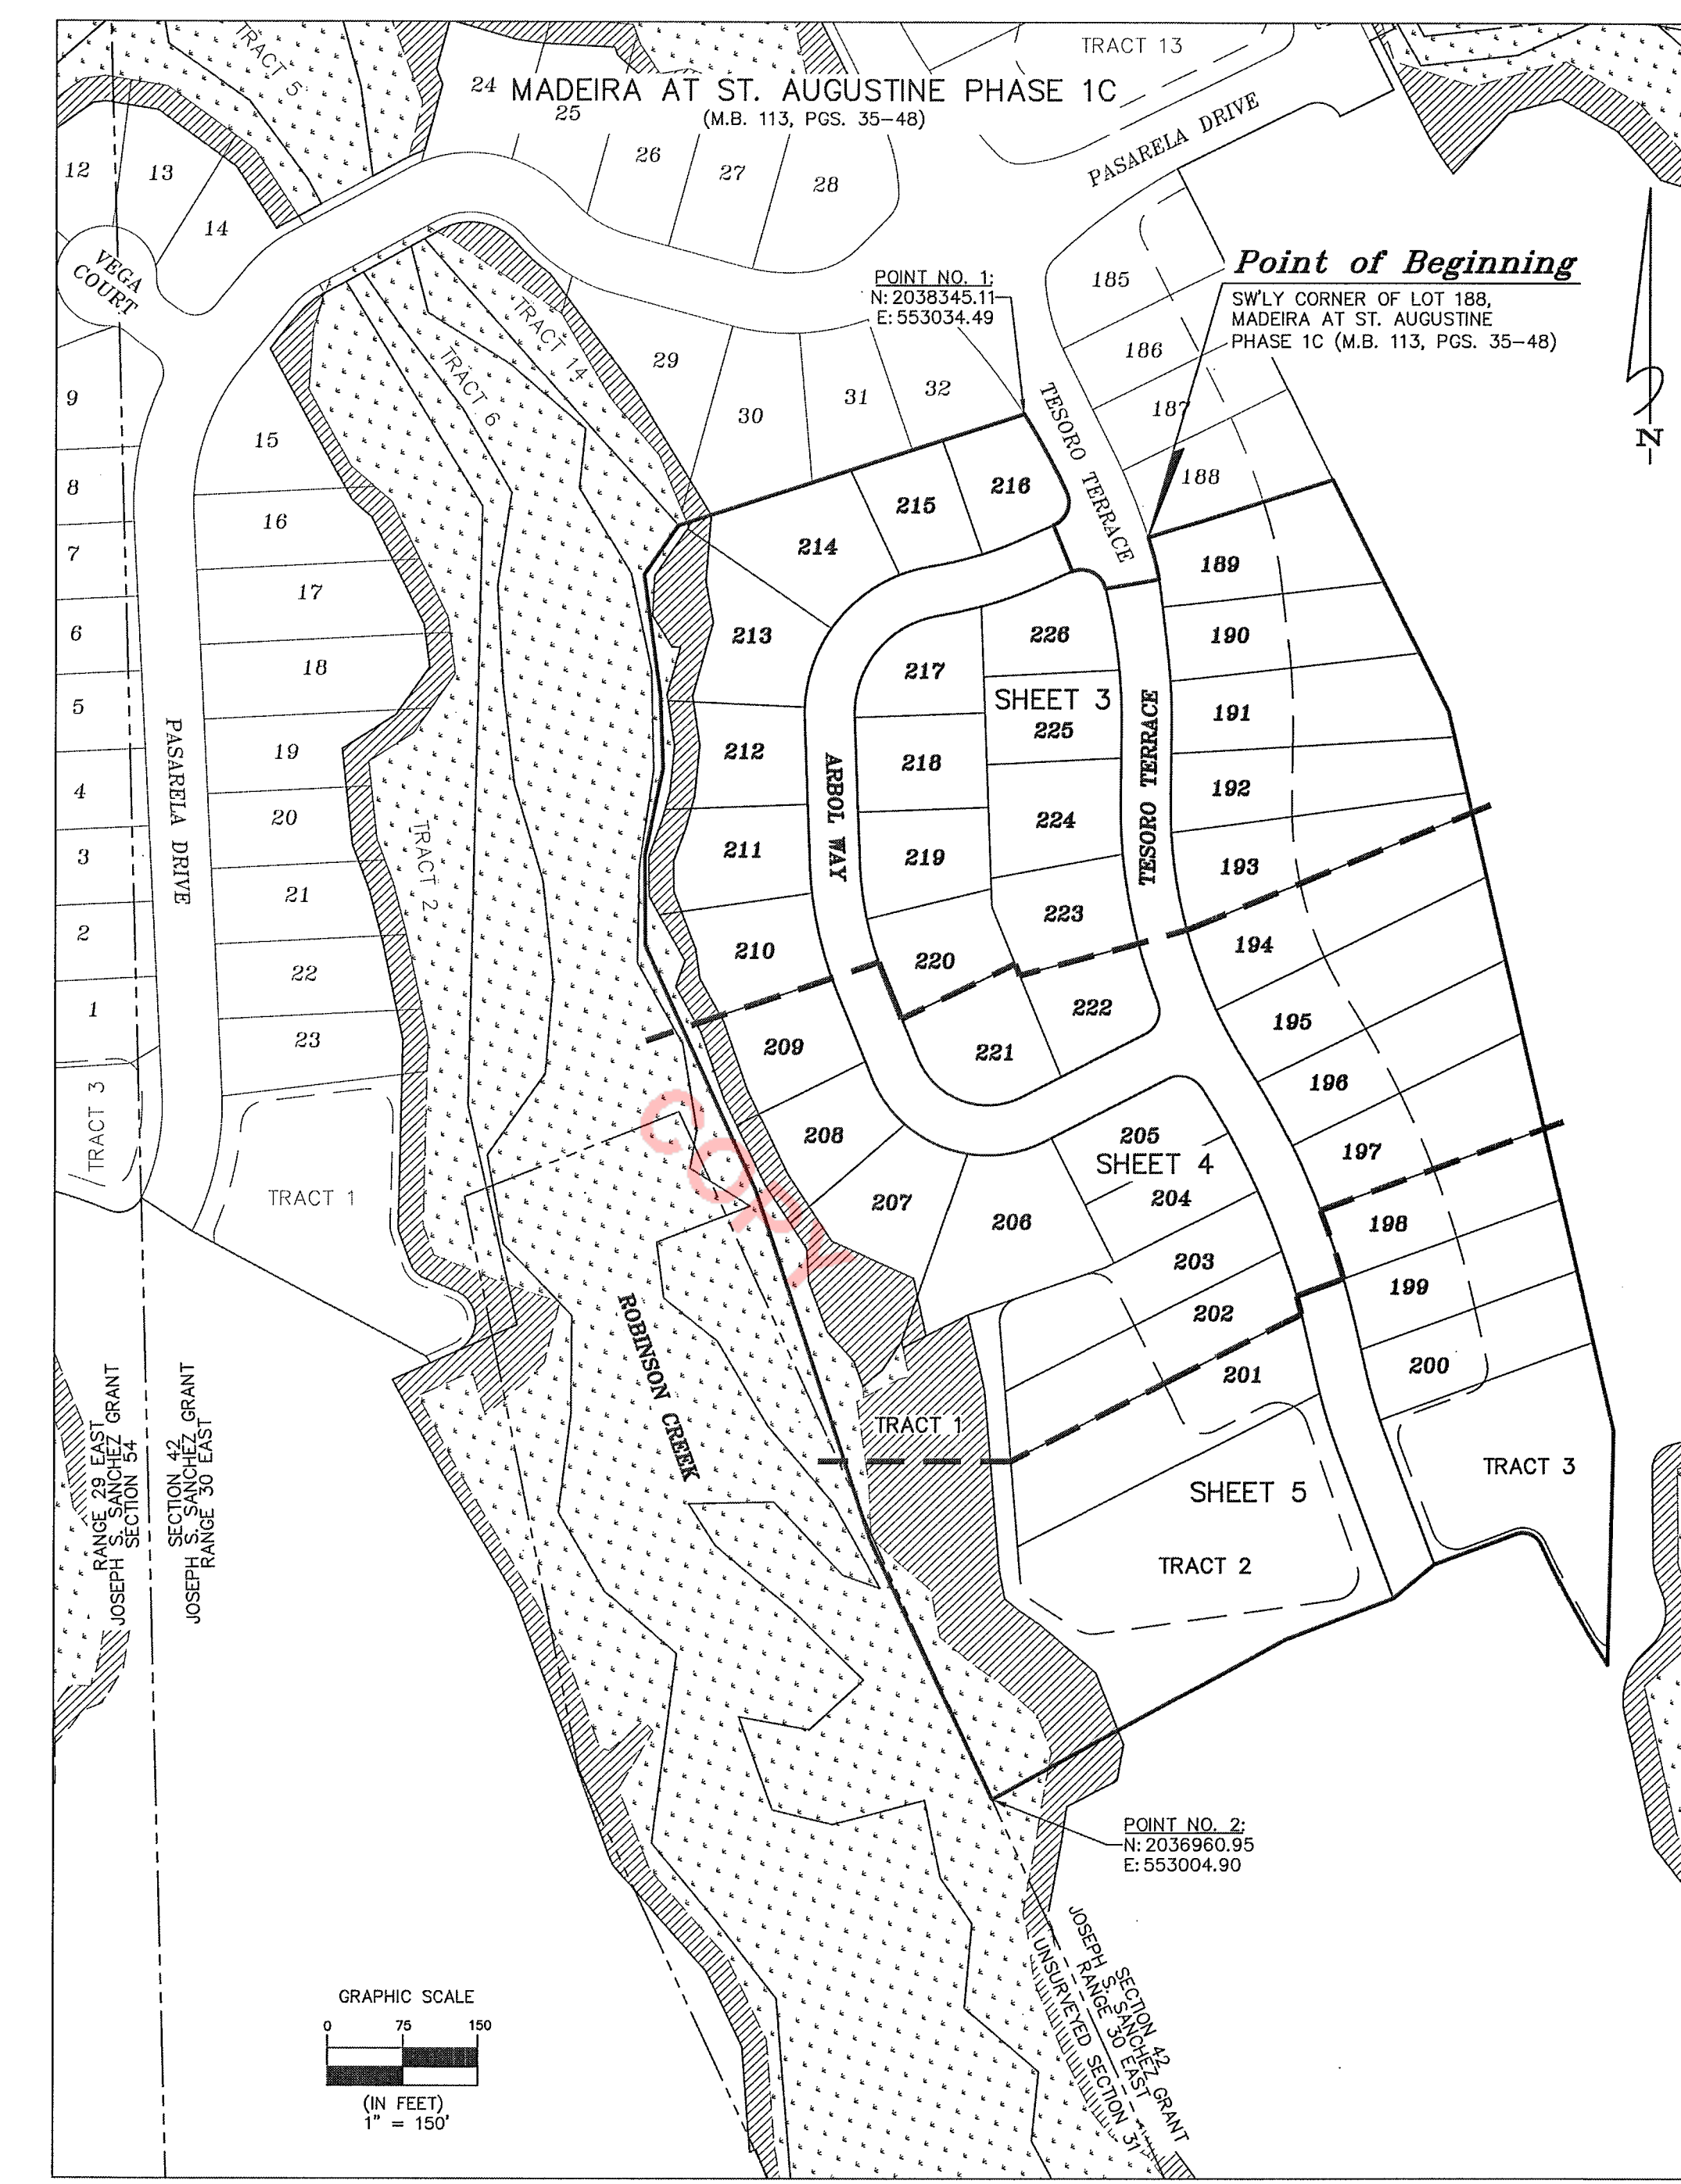 TRACT 5
24
MADEIRA AT ST. AUGUSTINE PHASE 1C
25
(M.B. 113, PGS. 35-48)
TRACT 13
PASARELA DRIVE
12
13
14
26
27
28
VEGA
COURT
POINT NO. 1:
N: 2038345.11
E: 553034.49
185
Point of Beginning
SW'LY CORNER OF LOT 188,
MADEIRA AT ST. AUGUSTINE
PHASE 1C (M.B. 113, PGS. 35-48)
186
187
188
TRACT 14
TRACT 6
29
30
31
32
TESORO TERRACE
N
9
8
7
6
5
4
3
2
1
TRACT 3
PASARELA DRIVE
15
16
17
18
19
20
21
22
23
TRACT 1
TRACT 2
216
215
214
213
212
211
210
209
208
207
206
ARBOL WAY
217
218
219
220
221
226
SHEET 3
225
224
223
222
TESORO TERRACE
189
190
191
192
193
194
195
196
197
198
199
200
205
SHEET 4
204
203
202
201
COPY
ROBINSON CREEK
TRACT 1
SHEET 5
TRACT 2
TRACT 3
RANGE 29 EAST
JOSEPH S. SANCHEZ GRANT
SECTION 54
SECTION 42
JOSEPH S. SANCHEZ GRANT
RANGE 30 EAST
POINT NO. 2:
N: 2036960.95
E: 553004.90
SECTION 42
JOSEPH S. SANCHEZ GRANT
RANGE 30 EAST
UNSURVEYED SECTION 31
GRAPHIC SCALE
0 75 150
(IN FEET)
1" = 150'